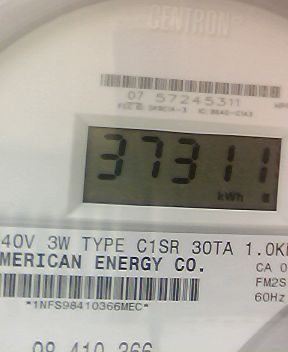 CENTRON
07 57245311
37311
kWh
40V 3W TYPE C1SR 30TA 1.0K
MERICAN ENERGY CO.
CA 0
FM2S
60Hz
*1NFS98410366MEC*
98 410 366